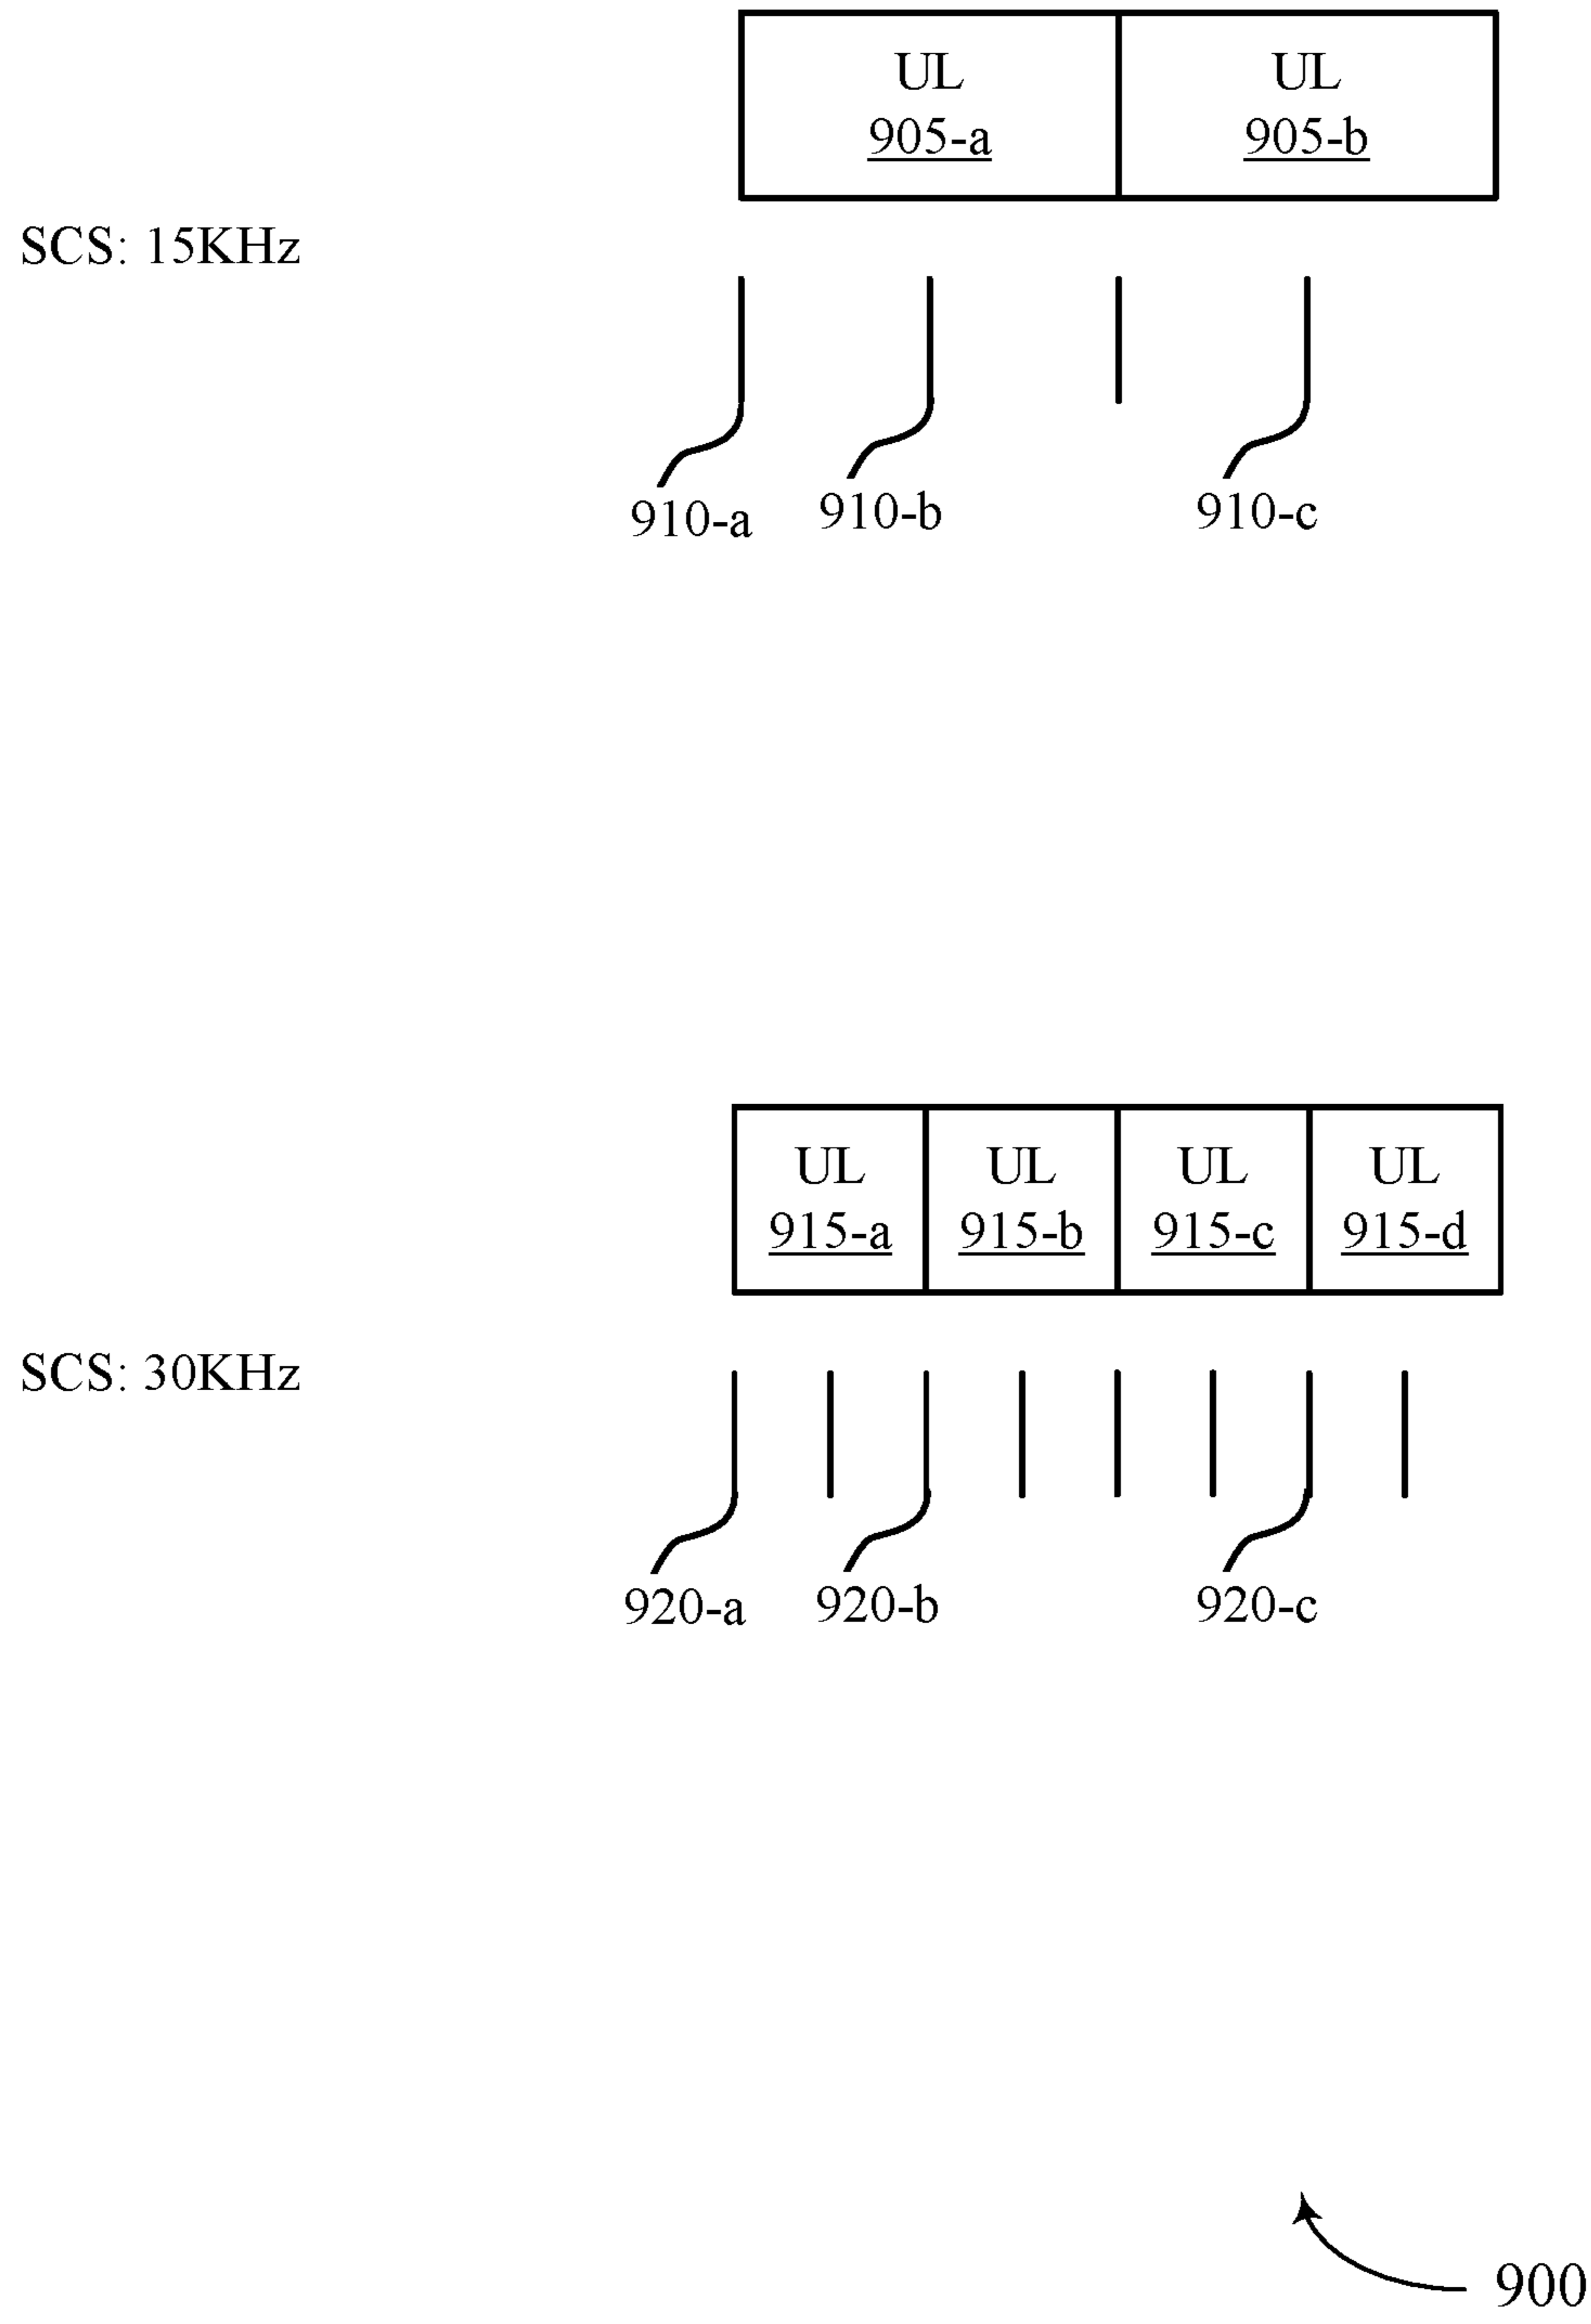 UL UL
905-a 905-b
SCS: 15KHz
910-a 910-b 910-c
UL UL UL UL
915-a 915-b 915-c 915-d
SCS: 30KHz
920-a 920-b 920-c
900